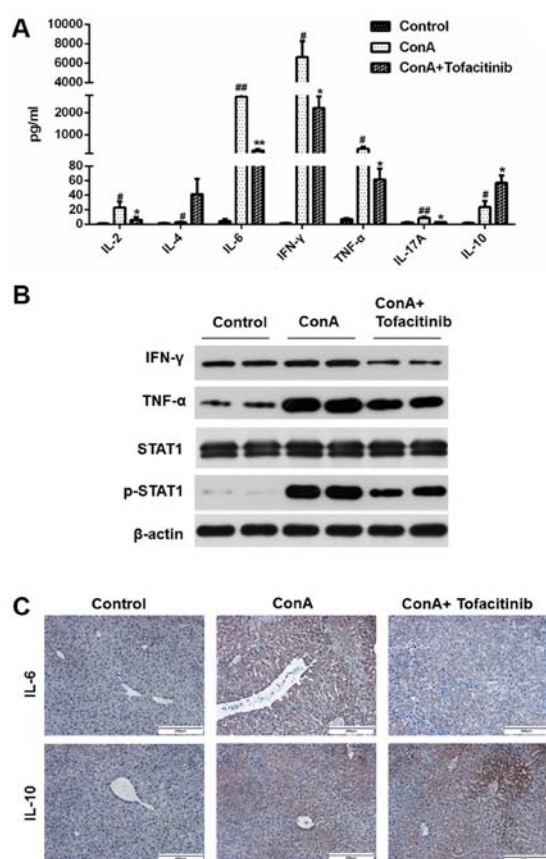 A
Control
ConA
ConA+Tofacitinib
10000
8000
6000
4000
2000
1000
80
60
40
20
0
pg/ml
#
*
#
##
**
#
*
#
*
##
*
#
*
IL-2
IL-4
IL-6
IFN-γ
TNF-α
IL-17A
IL-10
B
Control
ConA
ConA+
Tofacitinib
IFN-γ
TNF-α
STAT1
p-STAT1
β-actin
C
Control
ConA
ConA+ Tofacitinib
IL-6
IL-10